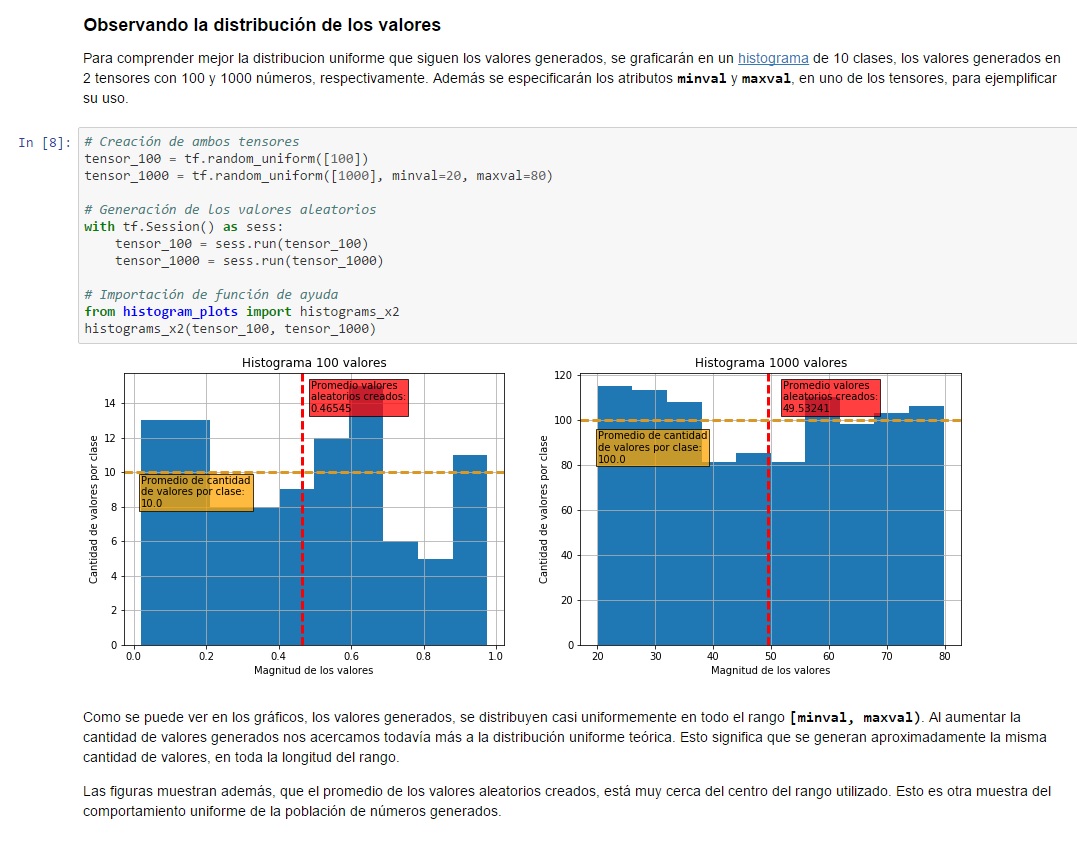 Observando la distribución de los valores
Para comprender mejor la distribucion uniforme que siguen los valores generados, se graficarán en un histograma de 10 clases, los valores generados en
2 tensores con 100 y 1000 números, respectivamente. Además se especificarán los atributos minval y maxval, en uno de los tensores, para ejemplificar
su uso.
In [8]:
# Creación de ambos tensores
tensor_100 = tf.random_uniform([100])
tensor_1000 = tf.random_uniform([1000], minval=20, maxval=80)
# Generación de los valores aleatorios
with tf.Session() as sess:
    tensor_100 = sess.run(tensor_100)
    tensor_1000 = sess.run(tensor_1000)
# Importación de función de ayuda
from histogram_plots import histograms_x2
histograms_x2(tensor_100, tensor_1000)
Histograma 100 valores
Promedio valores
aleatorios creados:
0.46545
Promedio de cantidad
de valores por clase:
10.0
Cantidad de valores por clase
14
12
10
8
6
4
2
0
0.0 0.2 0.4 0.6 0.8 1.0
Magnitud de los valores
Histograma 1000 valores
Promedio valores
aleatorios creados:
49.53241
Promedio de cantidad
de valores por clase:
100.0
Cantidad de valores por clase
120
100
80
60
40
20
0
20 30 40 50 60 70 80
Magnitud de los valores
Como se puede ver en los gráficos, los valores generados, se distribuyen casi uniformemente en todo el rango [minval, maxval). Al aumentar la
cantidad de valores generados nos acercamos todavía más a la distribución uniforme teórica. Esto significa que se generan aproximadamente la misma
cantidad de valores, en toda la longitud del rango.
Las figuras muestran además, que el promedio de los valores aleatorios creados, está muy cerca del centro del rango utilizado. Esto es otra muestra del
comportamiento uniforme de la población de números generados.